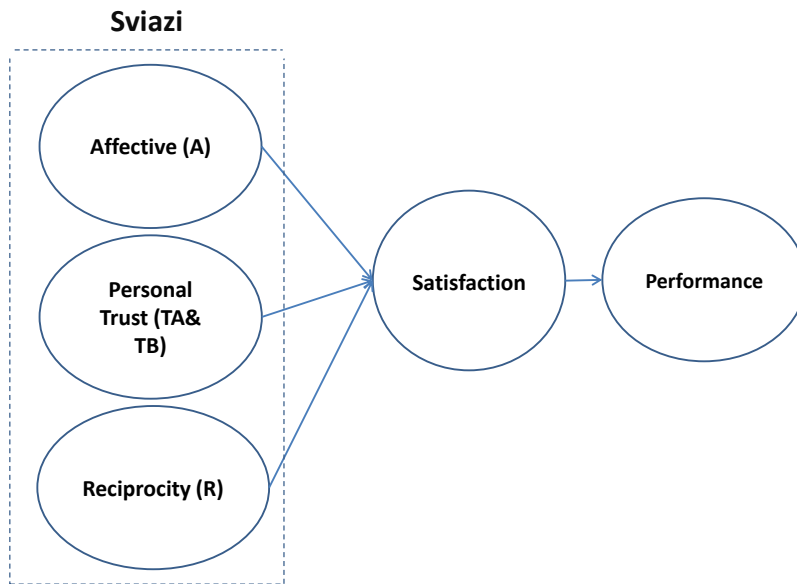 Sviazi
Affective (A)
Personal
Trust (TA&
TB)
Reciprocity (R)
Satisfaction
Performance